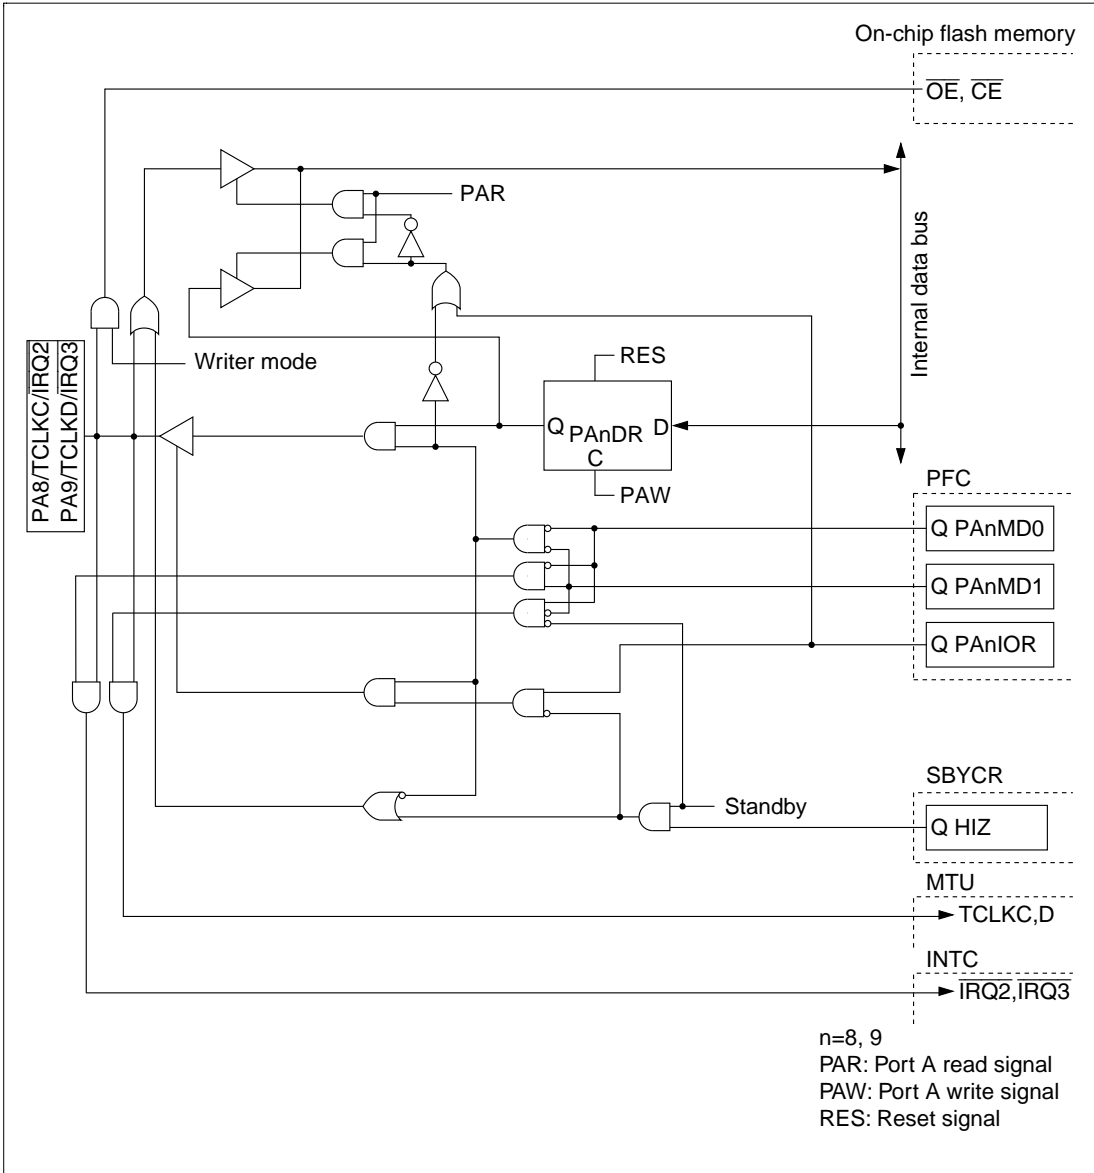 On-chip flash memory
OE, CE
PAR
Internal data bus
Writer mode
RES
PA8/TCLKC/IRQ2
PA9/TCLKD/IRQ3
Q PAnDR D
C
PAW
PFC
Q PAnMD0
Q PAnMD1
Q PAnIOR
SBYCR
Standby
Q HIZ
MTU
TCLKC,D
INTC
IRQ2,IRQ3
n=8, 9
PAR: Port A read signal
PAW: Port A write signal
RES: Reset signal